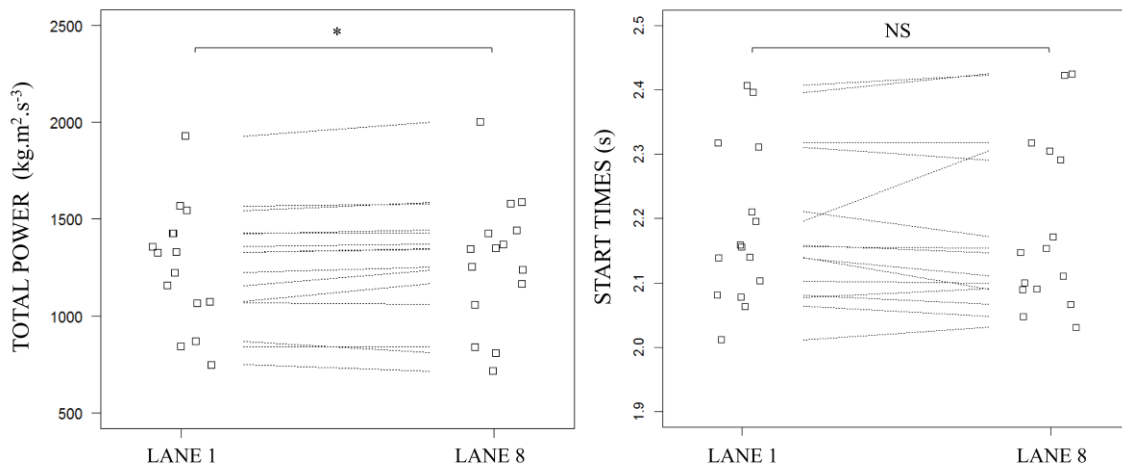 TOTAL POWER (kg.m².s⁻³)
2500
2000
1500
1000
500
*
LANE 1
LANE 8
START TIMES (s)
2.5
2.4
2.3
2.2
2.1
2.0
1.9
NS
LANE 1
LANE 8